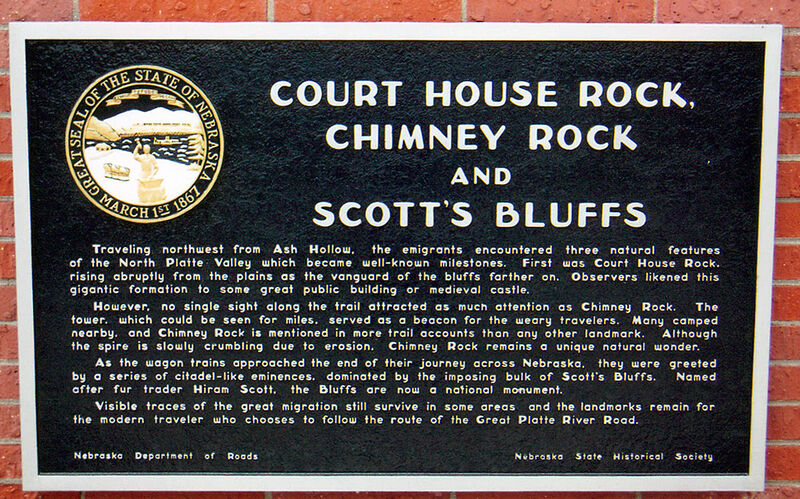 GREAT SEAL OF THE STATE OF NEBRASKA
MARCH 1ST 1867
COURT HOUSE ROCK,
CHIMNEY ROCK
AND
SCOTT'S BLUFFS
Traveling northwest from Ash Hollow, the emigrants encountered three natural features
of the North Platte Valley which became well-known milestones. First was Court House Rock,
rising abruptly from the plains as the vanguard of the bluffs farther on. Observers likened this
gigantic formation to some great public building or medieval castle.
However, no single sight along the trail attracted as much attention as Chimney Rock. The
tower, which could be seen for miles, served as a beacon for the weary travelers. Many camped
nearby, and Chimney Rock is mentioned in more trail accounts than any other landmark. Although
the spire is slowly crumbling due to erosion, Chimney Rock remains a unique natural wonder.
As the wagon trains approached the end of their journey across Nebraska, they were greeted
by a series of citadel-like eminences, dominated by the imposing bulk of Scott's Bluffs. Named
after fur trader Hiram Scott, the Bluffs are now a national monument.
Visible traces of the great migration still survive in some areas and the landmarks remain for
the modern traveler who chooses to follow the route of the Great Platte River Road.
Nebraska Department of Roads
Nebraska State Historical Society